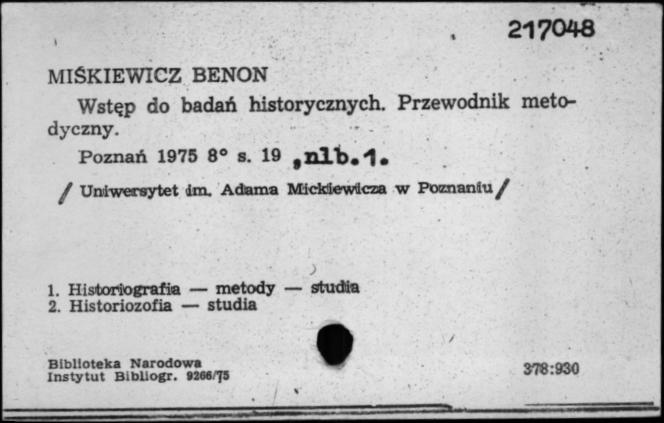 217048
MIŚKIEWICZ BENON
Wstęp do badań historycznych. Przewodnik meto-
dyczny.
Poznań 1975 8° s. 19 , nlb. 1.
/ Uniwersytet im. Adama Mickiewicza w Poznaniu /
1. Historiografia — metody — studia
2. Historiozofia — studia
Biblioteka Narodowa
Instytut Bibliogr. 9266/75
378:930